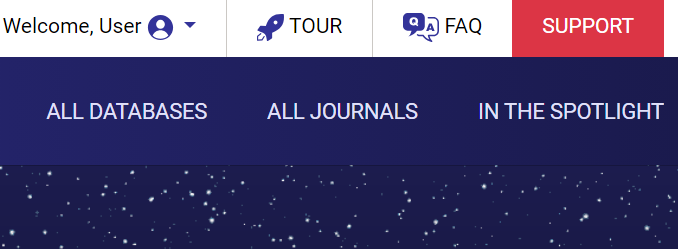 Welcome, User TOUR Q A FAQ SUPPORT
ALL DATABASES ALL JOURNALS IN THE SPOTLIGHT